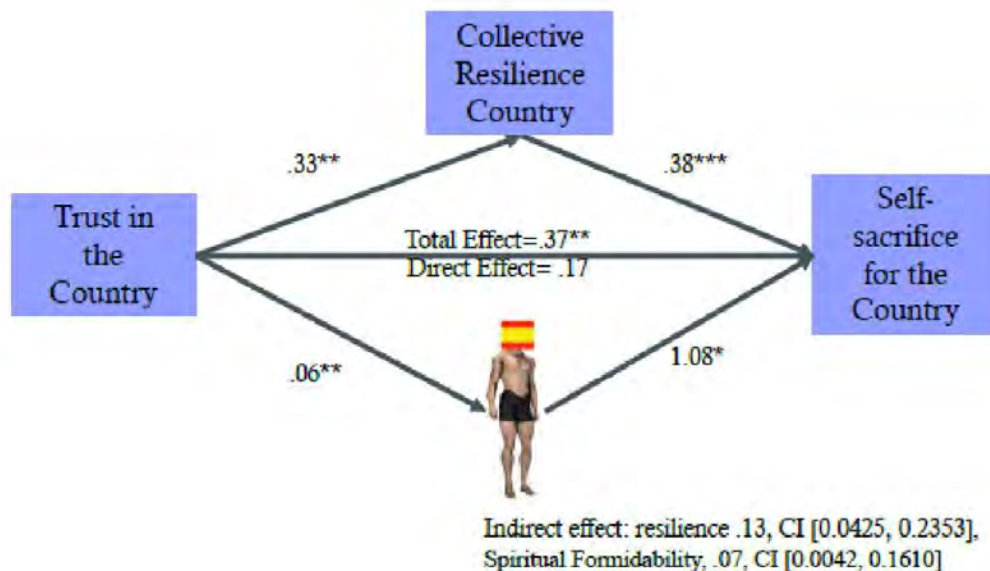 Collective
Resilience
Country
.33**
.38***
Trust in
the
Country
Total Effect=.37**
Direct Effect= .17
Self-
sacrifice
for the
Country
.06**
1.08*
Indirect effect: resilience .13, CI [0.0425, 0.2353],
Spiritual Formidability, .07, CI [0.0042, 0.1610]